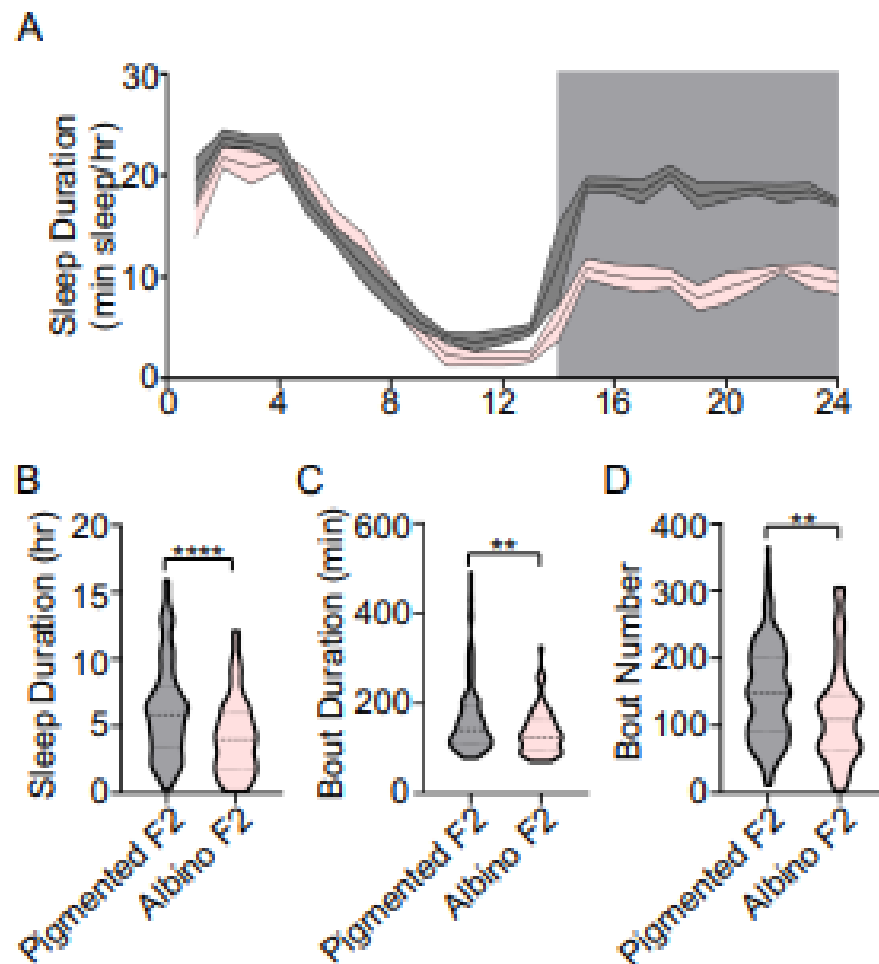 A
Sleep Duration
(min sleep/hr)
30
20
10
0
0 4 8 12 16 20 24
B
Sleep Duration (hr)
20
15
10
5
0
****
Pigmented F2
Albino F2
C
Bout Duration (min)
600
400
200
0
**
Pigmented F2
Albino F2
D
Bout Number
400
300
200
100
0
**
Pigmented F2
Albino F2